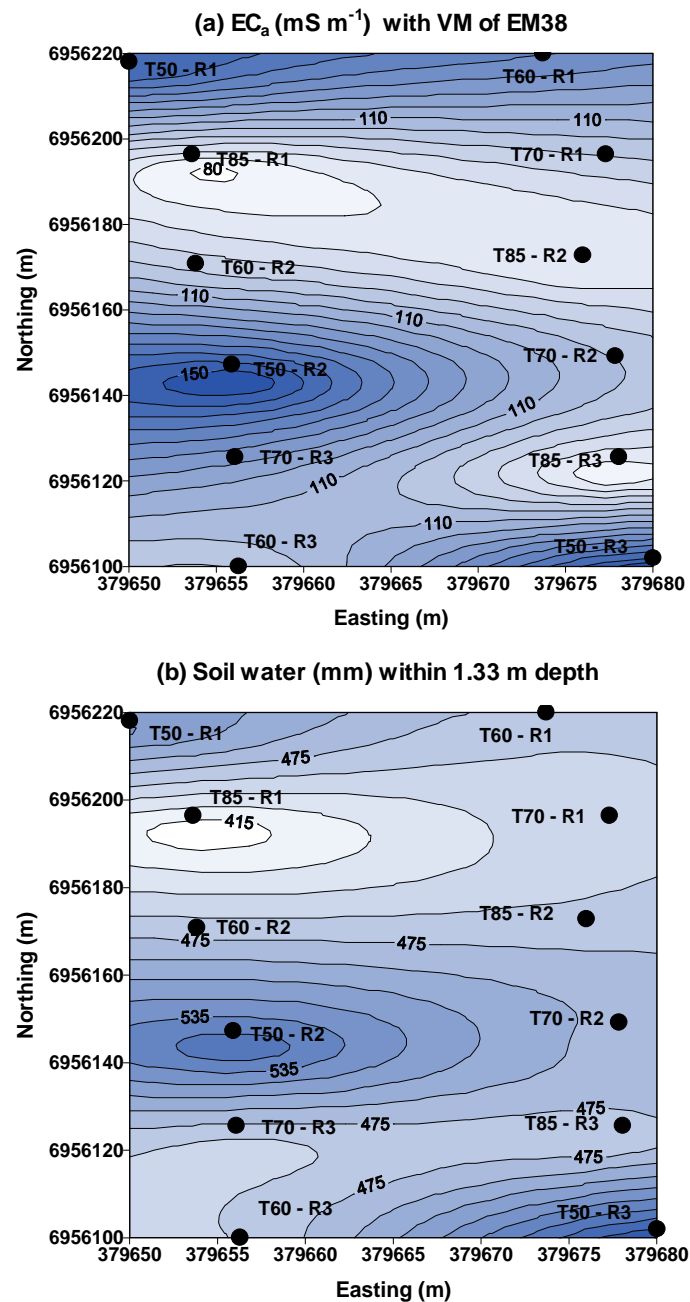 (a) ECa (mS m-1) with VM of EM38
6956220
T50 - R1
T60 - R1
110
110
6956200
T85 - R1
T70 - R1
80
6956180
T85 - R2
T60 - R2
6956160
110
110
T70 - R2
T50 - R2
150
6956140
110
T70 - R3
T85 - R3
6956120
110
110
T60 - R3
T50 - R3
6956100
379650 379655 379660 379665 379670 379675 379680
Northing (m)
Easting (m)
(b) Soil water (mm) within 1.33 m depth
6956220
T50 - R1
T60 - R1
475
6956200
T85 - R1
415
T70 - R1
6956180
T85 - R2
T60 - R2
475
475
6956160
535
T70 - R2
T50 - R2
6956140
535
475
T70 - R3
475
T85 - R3
6956120
475
475
T60 - R3
T50 - R3
6956100
379650 379655 379660 379665 379670 379675 379680
Northing (m)
Easting (m)